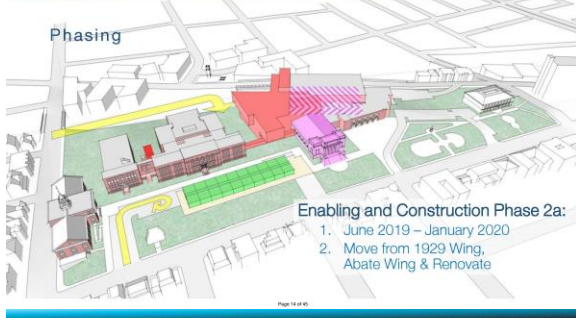 Phasing
Enabling and Construction Phase 2a:
1. June 2019 – January 2020
2. Move from 1929 Wing,
Abate Wing & Renovate
Page 14 of 45